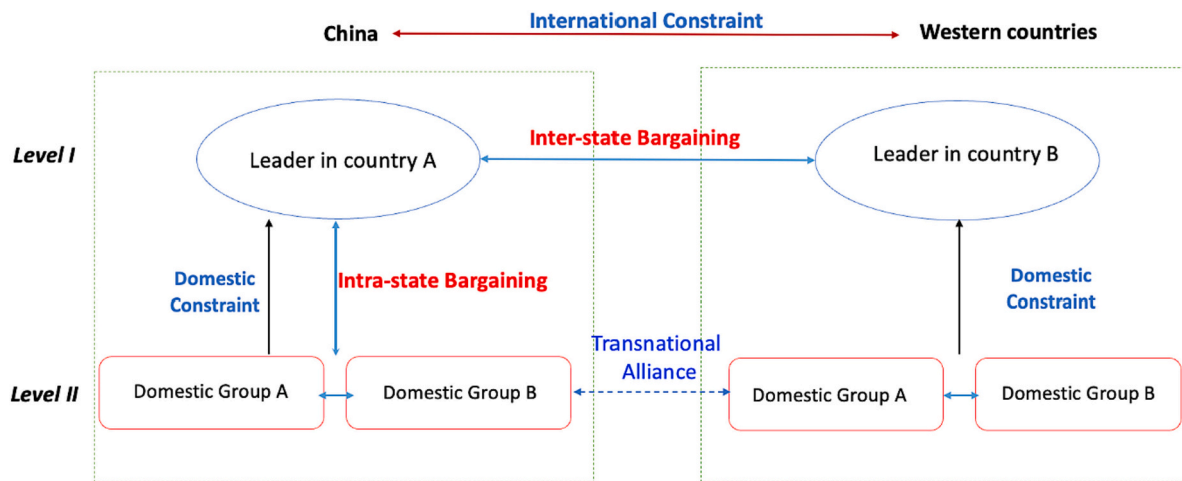 International Constraint
China
Western countries
Level I
Leader in country A
Inter-state Bargaining
Leader in country B
Domestic
Constraint
Intra-state Bargaining
Domestic
Constraint
Transnational
Alliance
Level II
Domestic Group A
Domestic Group B
Domestic Group A
Domestic Group B